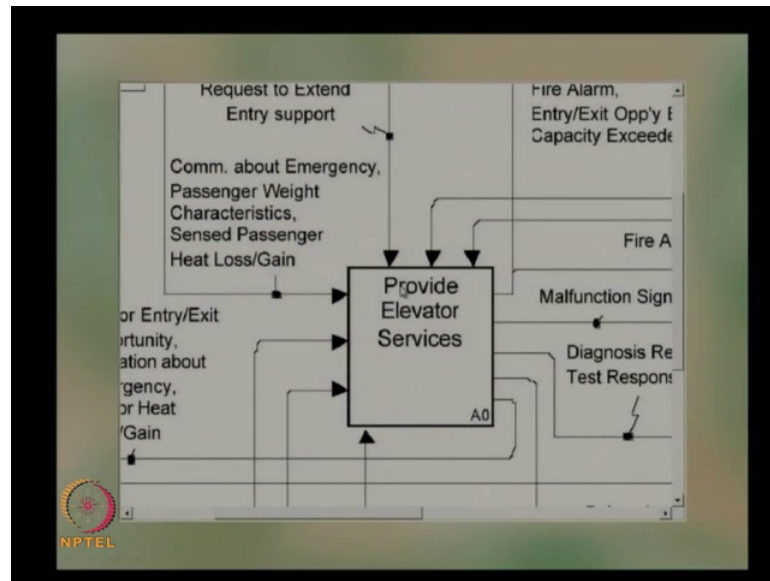 Request to Extend
Entry support
Comm. about Emergency,
Passenger Weight
Characteristics,
Sensed Passenger
Heat Loss/Gain
Fire Alarm,
Entry/Exit Opp'y
Capacity Exceede
Fire A
Provide
Elevator
Services
A0
or Entry/Exit
rtunity,
ation about
rgency,
or Heat
/Gain
Malfunction Sign
Diagnosis Re
Test Respons
NPTEL